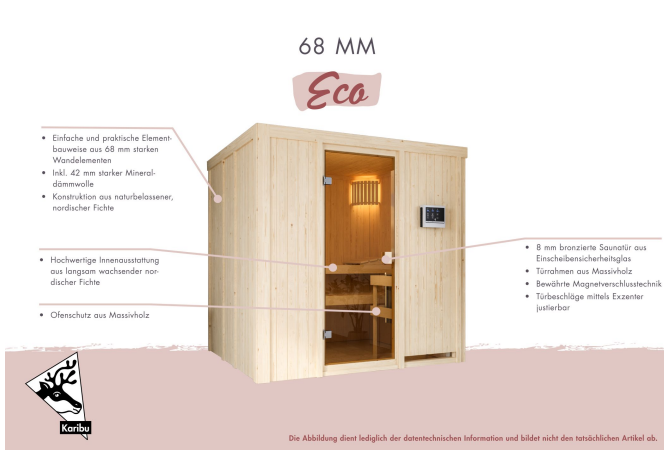 68 MM
Eco
• Einfache und praktische Element-
bauweise aus 68 mm starken
Wandelementen
• Inkl. 42 mm starker Mineral-
dämmwolle
• Konstruktion aus naturbelassener,
nordischer Fichte
• Hochwertige Innenausstattung
aus langsam wachsender nor-
discher Fichte
• Ofenschutz aus Massivholz
• 8 mm bronzierte Saunatür aus
Einscheibensicherheitsglas
• Türrahmen aus Massivholz
• Bewährte Magnetverschlusstechnik
• Türbeschläge mittels Exzenter
justierbar
Karibu
Die Abbildung dient lediglich der datentechnischen Information und bildet nicht den tatsächlichen Artikel ab.